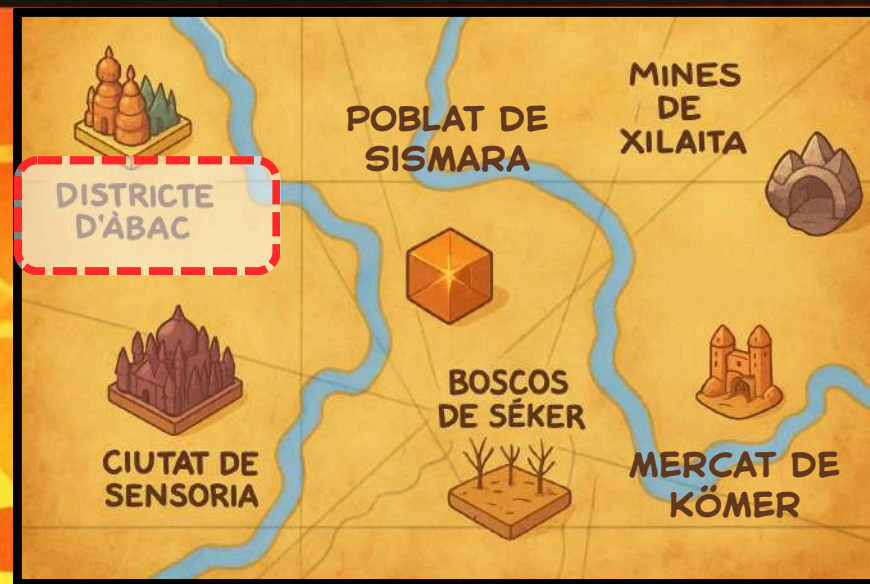 MINES
DE
XILAITA
POBLAT DE
SISMARA
DISTRICTE
D'ÀBAC
BOSCOS
DE SÉKER
CIUTAT DE
SENSORIA
MERCAT DE
KÖMER